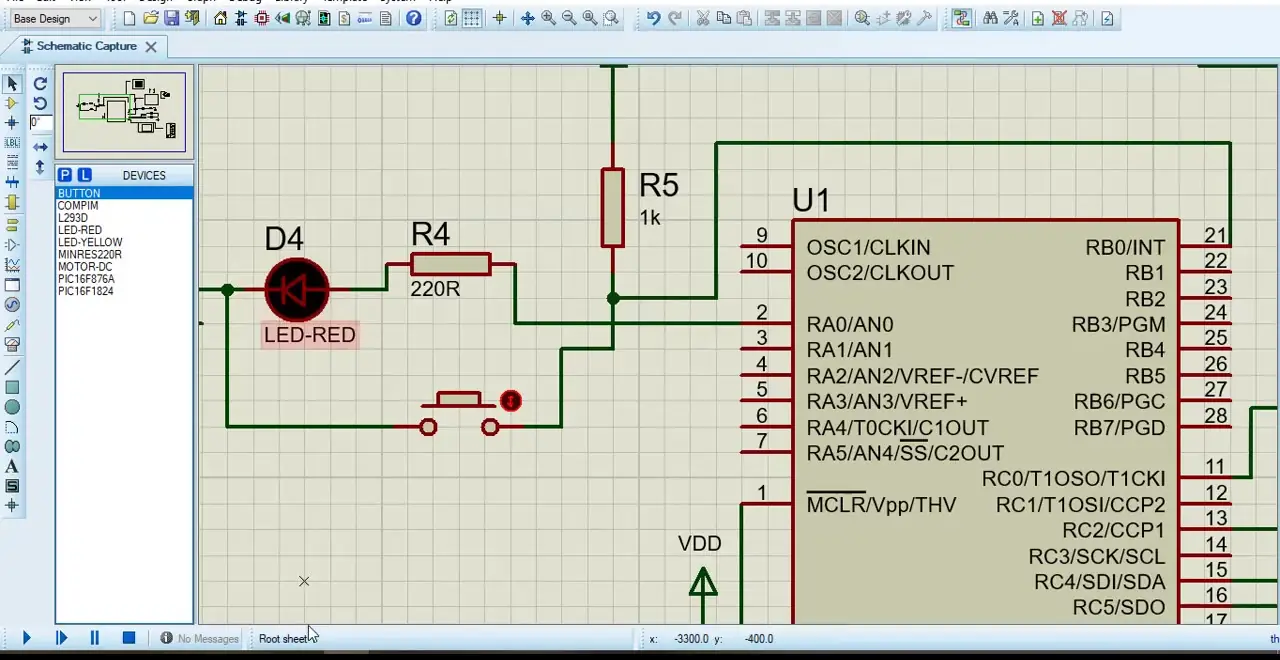 Base Design
Schematic Capture
0°
LBL
P L DEVICES
BUTTON
COMPIM
L293D
LED-RED
LED-YELLOW
MINRES220R
MOTOR-DC
PIC16F876A
PIC16F1824
A
S
D4
LED-RED
R4
220R
R5
1k
U1
9 OSC1/CLKIN
10 OSC2/CLKOUT
2 RA0/AN0
3 RA1/AN1
4 RA2/AN2/VREF-/CVREF
5 RA3/AN3/VREF+
6 RA4/T0CKI/C1OUT
7 RA5/AN4/SS/C2OUT
1 MCLR/Vpp/THV
RB0/INT 21
RB1 22
RB2 23
RB3/PGM 24
RB4 25
RB5 26
RB6/PGC 27
RB7/PGD 28
RC0/T1OSO/T1CKI 11
RC1/T1OSI/CCP2 12
RC2/CCP1 13
RC3/SCK/SCL 14
RC4/SDI/SDA 15
RC5/SDO 16
17
VDD
No Messages
Root sheet
x: -3300.0 y: -400.0
th